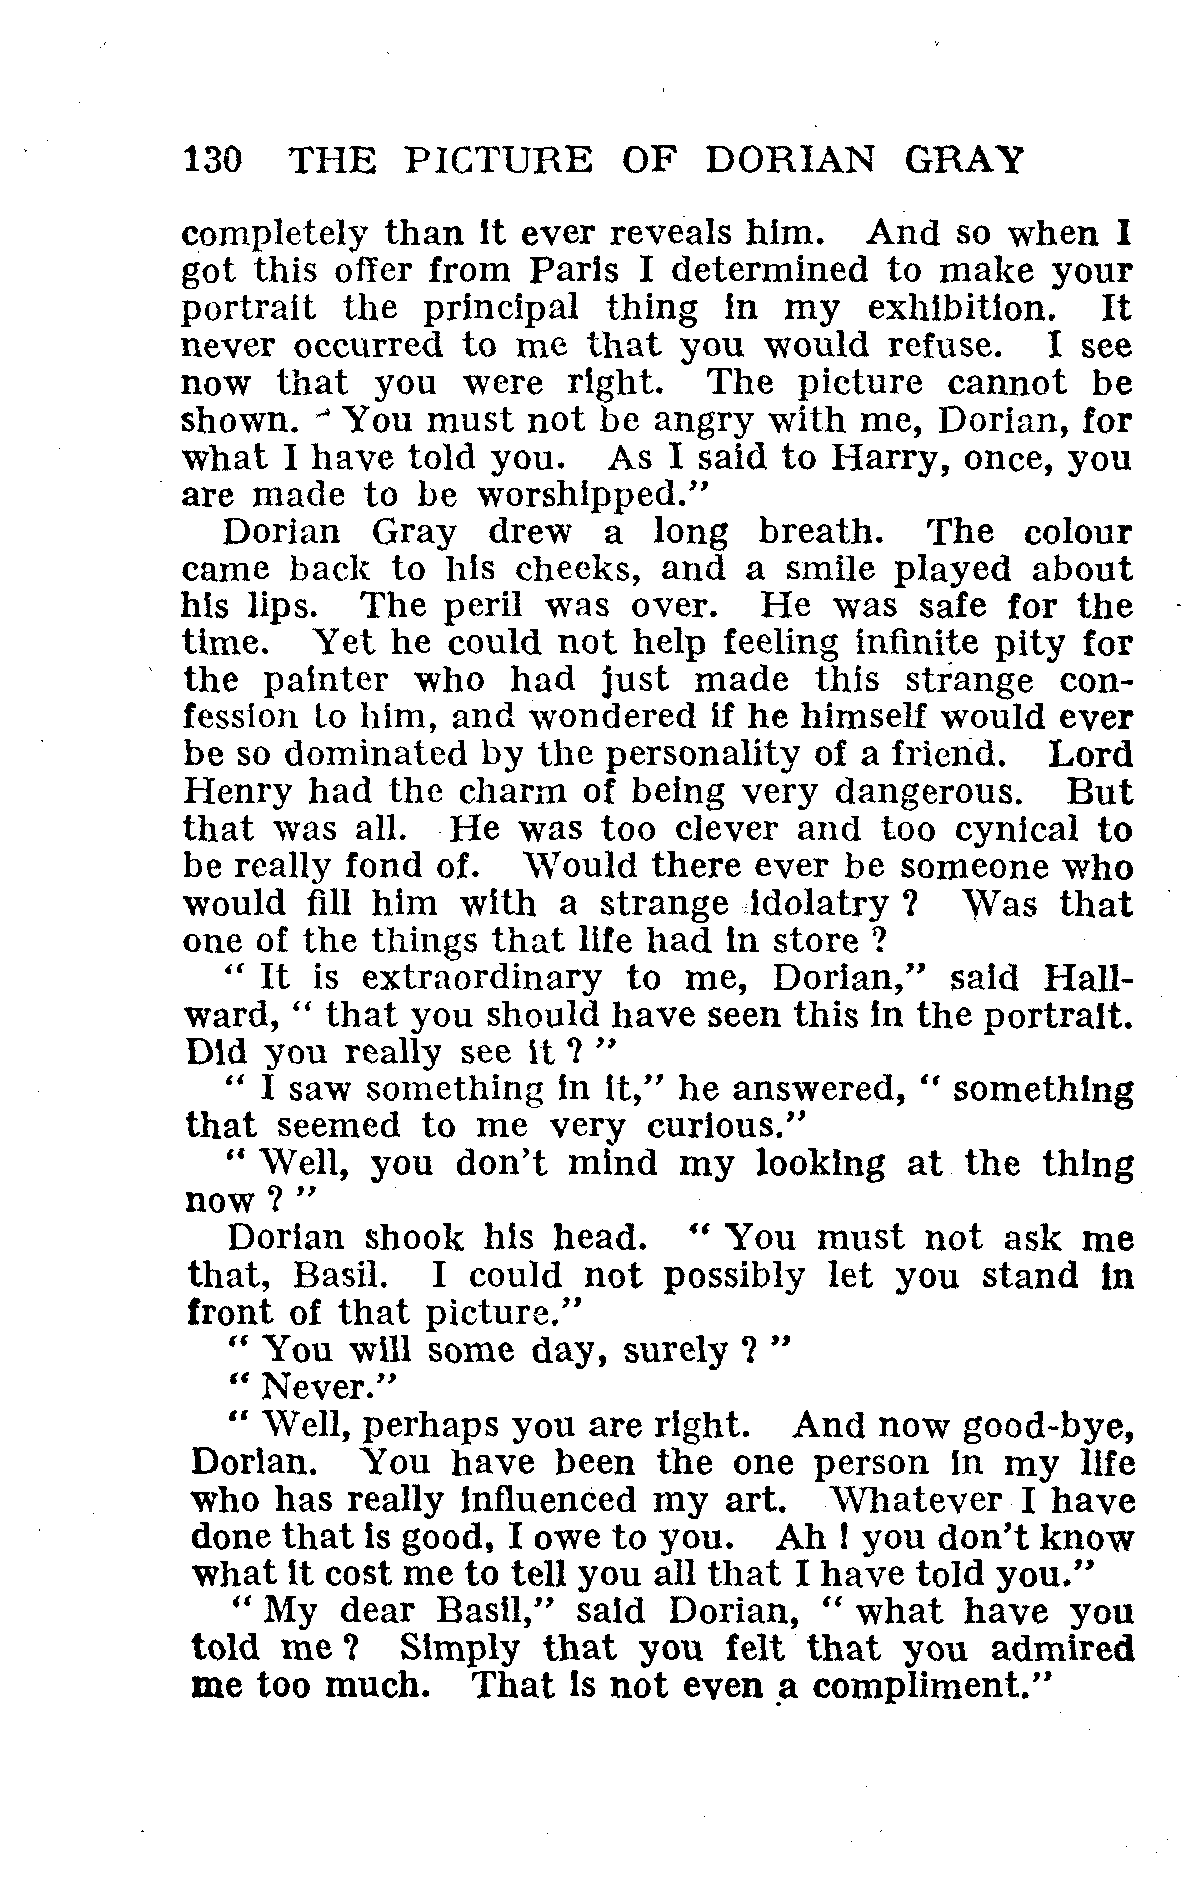 130 THE PICTURE OF DORIAN GRAY
completely than it ever reveals him. And so when I
got this offer from Paris I determined to make your
portrait the principal thing in my exhibition. It
never occurred to me that you would refuse. I see
now that you were right. The picture cannot be
shown. You must not be angry with me, Dorian, for
what I have told you. As I said to Harry, once, you
are made to be worshipped."
Dorian Gray drew a long breath. The colour
came back to his cheeks, and a smile played about
his lips. The peril was over. He was safe for the
time. Yet he could not help feeling infinite pity for
the painter who had just made this strange con-
fession to him, and wondered if he himself would ever
be so dominated by the personality of a friend. Lord
Henry had the charm of being very dangerous. But
that was all. He was too clever and too cynical to
be really fond of. Would there ever be someone who
would fill him with a strange idolatry ? Was that
one of the things that life had in store ?
" It is extraordinary to me, Dorian," said Hall-
ward, " that you should have seen this in the portrait.
Did you really see it ? "
" I saw something in it," he answered, " something
that seemed to me very curious."
" Well, you don't mind my looking at the thing
now ? "
Dorian shook his head. " You must not ask me
that, Basil. I could not possibly let you stand in
front of that picture."
" You will some day, surely ? "
" Never."
" Well, perhaps you are right. And now good-bye,
Dorian. You have been the one person in my life
who has really influenced my art. Whatever I have
done that is good, I owe to you. Ah ! you don't know
what it cost me to tell you all that I have told you."
" My dear Basil," said Dorian, " what have you
told me ? Simply that you felt that you admired
me too much. That is not even a compliment."